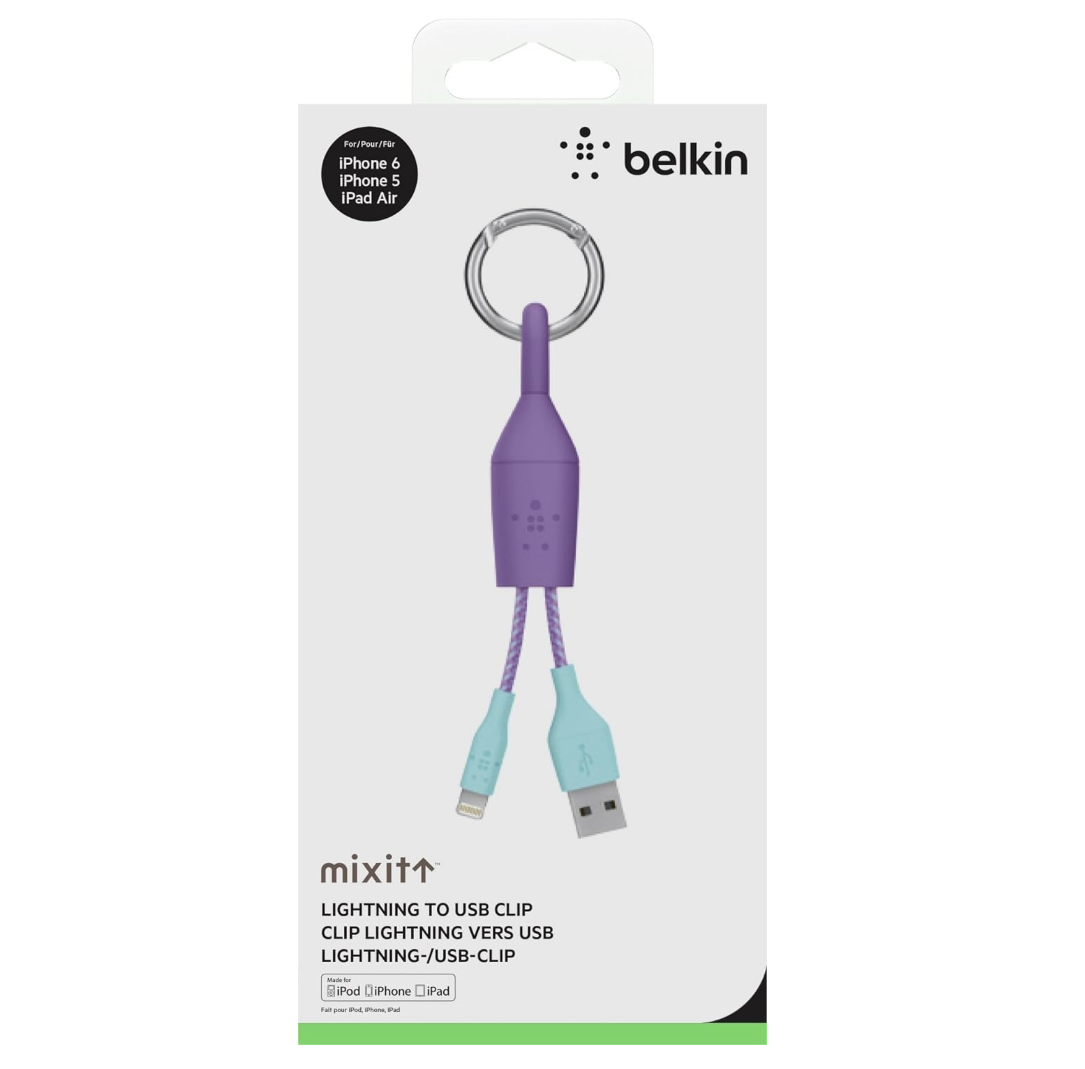 For/Pour/Für
iPhone 6
iPhone 5
iPad Air
belkin
mixit↑™
LIGHTNING TO USB CLIP
CLIP LIGHTNING VERS USB
LIGHTNING-/USB-CLIP
Made for
iPod iPhone iPad
Fait pour iPod, iPhone, iPad